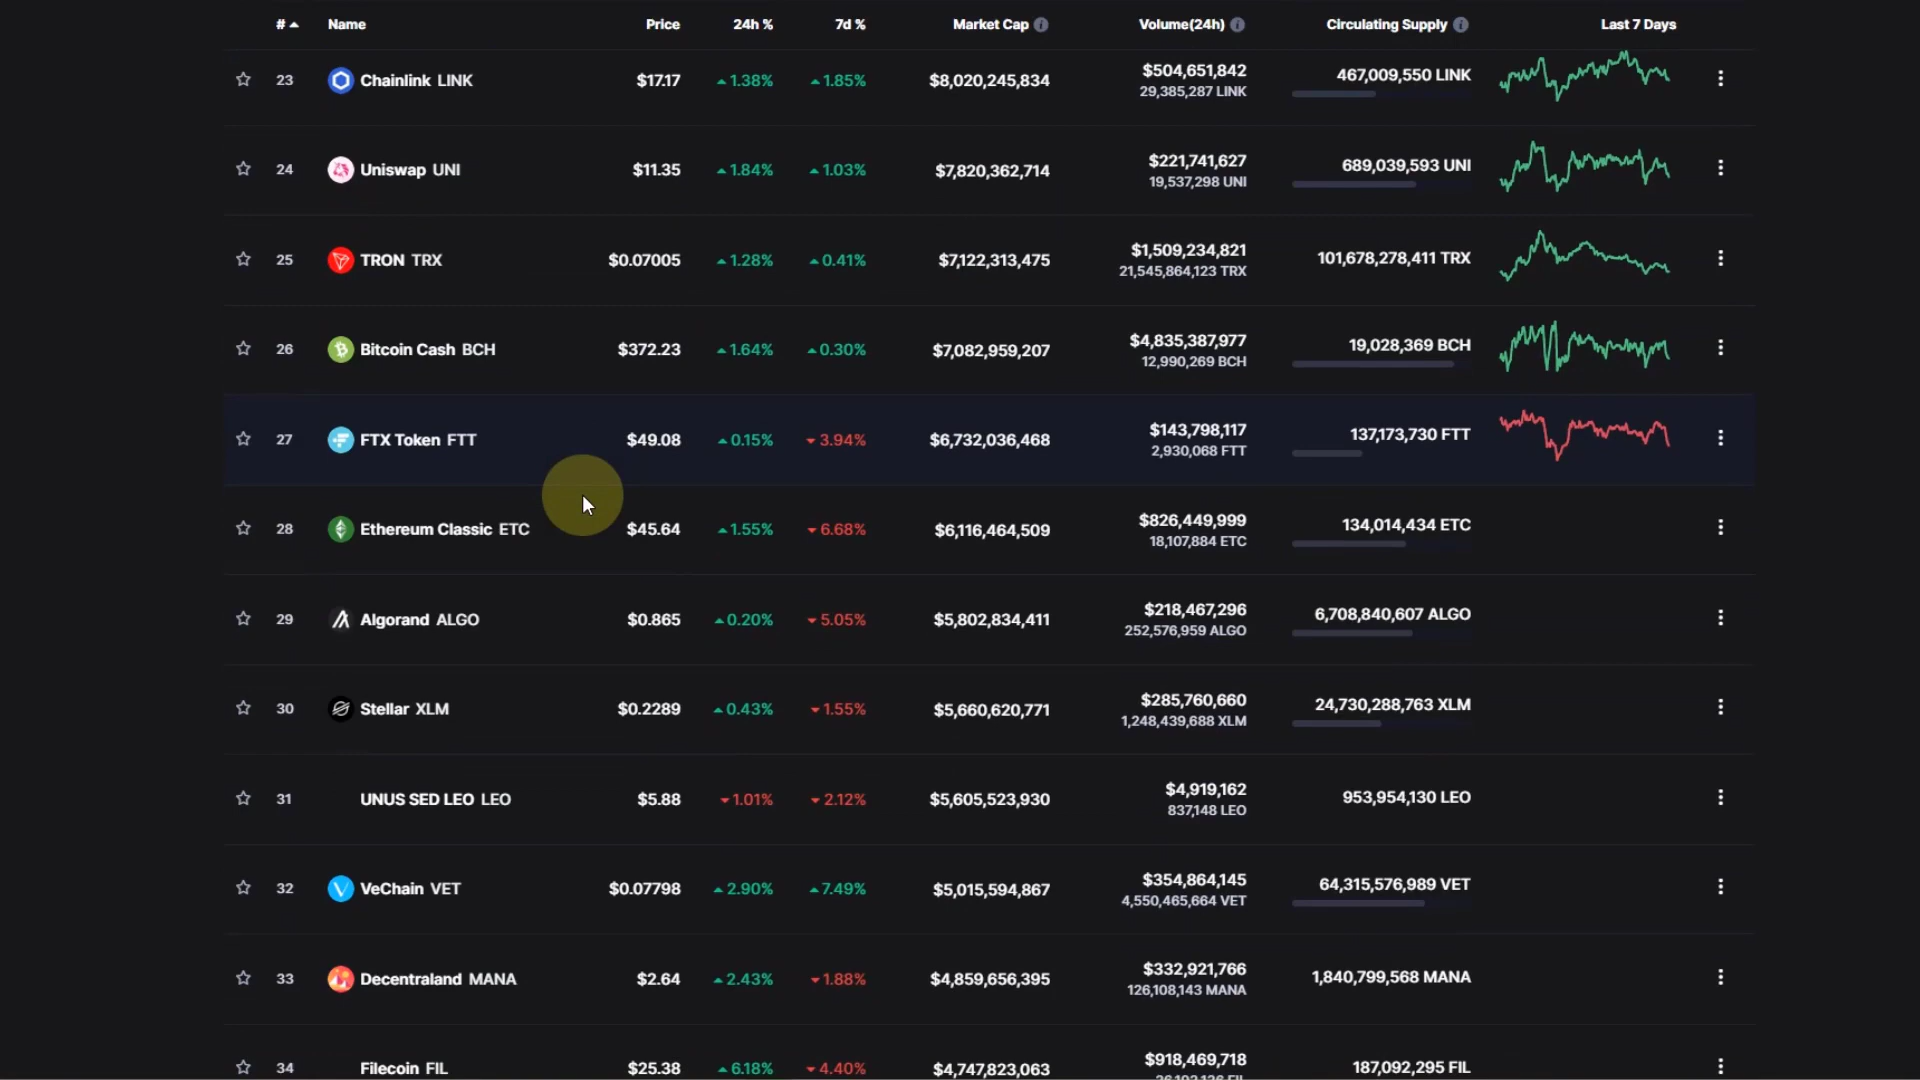 # Name Price 24h % 7d % Market Cap Volume(24h) Circulating Supply Last 7 Days
23 Chainlink LINK $17.17 1.38% 1.85% $8,020,245,834 $504,651,842 467,009,550 LINK
29,385,287 LINK
24 Uniswap UNI $11.35 1.84% 1.03% $7,820,362,714 $221,741,627 689,039,593 UNI
19,537,298 UNI
25 TRON TRX $0.07005 1.28% 0.41% $7,122,313,475 $1,509,234,821 101,678,278,411 TRX
21,545,864,123 TRX
26 Bitcoin Cash BCH $372.23 1.64% 0.30% $7,082,959,207 $4,835,387,977 19,028,369 BCH
12,990,269 BCH
27 FTX Token FTT $49.08 0.15% 3.94% $6,732,036,468 $143,798,117 137,173,730 FTT
2,930,068 FTT
28 Ethereum Classic ETC $45.64 1.55% 6.68% $6,116,464,509 $826,449,999 134,014,434 ETC
18,107,884 ETC
29 Algorand ALGO $0.865 0.20% 5.05% $5,802,834,411 $218,467,296 6,708,840,607 ALGO
252,576,959 ALGO
30 Stellar XLM $0.2289 0.43% 1.55% $5,660,620,771 $285,760,660 24,730,288,763 XLM
1,248,439,688 XLM
31 UNUS SED LEO LEO $5.88 1.01% 2.12% $5,605,523,930 $4,919,162 953,954,130 LEO
837,148 LEO
32 VeChain VET $0.07798 2.90% 7.49% $5,015,594,867 $354,864,145 64,315,576,989 VET
4,550,465,664 VET
33 Decentraland MANA $2.64 2.43% 1.88% $4,859,656,395 $332,921,766 1,840,799,568 MANA
126,108,143 MANA
34 Filecoin FIL $25.38 6.18% 4.40% $4,747,823,063 $918,469,718 187,092,295 FIL